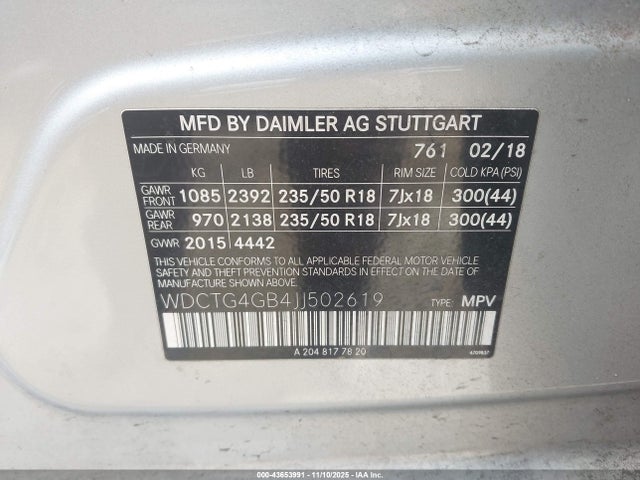 MFD BY DAIMLER AG STUTTGART
MADE IN GERMANY 761 02/18
KG LB TIRES RIM SIZE COLD KPA (PSI)
GAWR FRONT 1085 2392 235/50 R18 7Jx18 300(44)
GAWR REAR 970 2138 235/50 R18 7Jx18 300(44)
GVWR 2015 4442
THIS VEHICLE CONFORMS TO ALL APPLICABLE FEDERAL MOTOR VEHICLE
SAFETY, BUMPER, AND THEFT PREVENTION STANDARDS IN EFFECT ON THE DATE OF
MANUFACTURE SHOWN ABOVE.
WDCTG4GB4JJ502619 TYPE: MPV
A 204 817 78 20
000-43653991 - 11/10/2025 - IAA Inc.